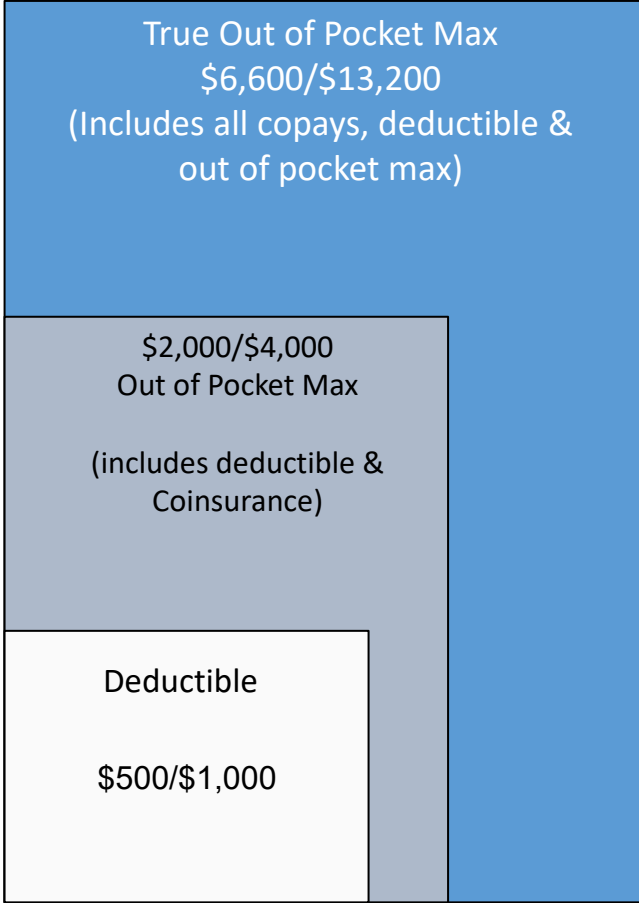 True Out of Pocket Max
$6,600/$13,200
(Includes all copays, deductible &
out of pocket max)
$2,000/$4,000
Out of Pocket Max
(includes deductible &
Coinsurance)
Deductible
$500/$1,000